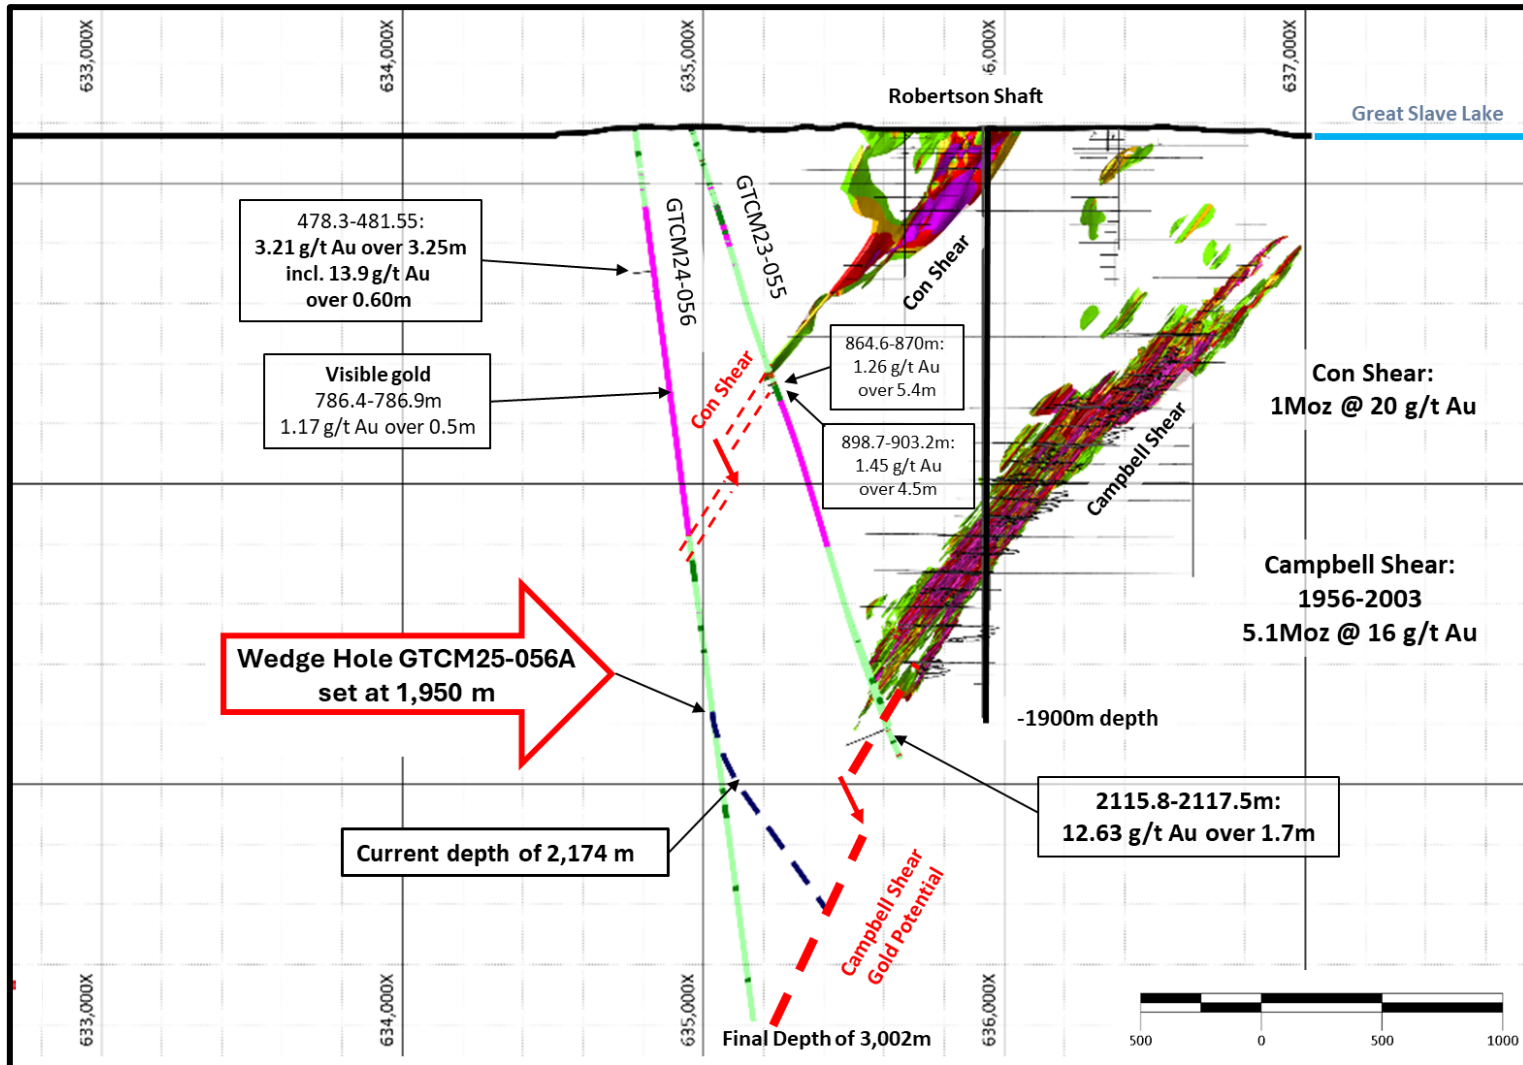 633,000X
634,000X
635,000X
6,000X
637,000X
Robertson Shaft
Great Slave Lake
478.3-481.55:
3.21 g/t Au over 3.25m
incl. 13.9 g/t Au
over 0.60m
GTCM24-056
GTCM23-055
Con Shear
Visible gold
786.4-786.9m
1.17 g/t Au over 0.5m
Con Shear
864.6-870m:
1.26 g/t Au
over 5.4m
898.7-903.2m:
1.45 g/t Au
over 4.5m
Campbell Shear
Con Shear:
1Moz @ 20 g/t Au
Campbell Shear:
1956-2003
5.1Moz @ 16 g/t Au
Wedge Hole GTCM25-056A
set at 1,950 m
-1900m depth
2115.8-2117.5m:
12.63 g/t Au over 1.7m
Current depth of 2,174 m
Campbell Shear
Gold Potential
633,000X
634,000X
635,000X
636,000X
Final Depth of 3,002m
500
0
500
1000